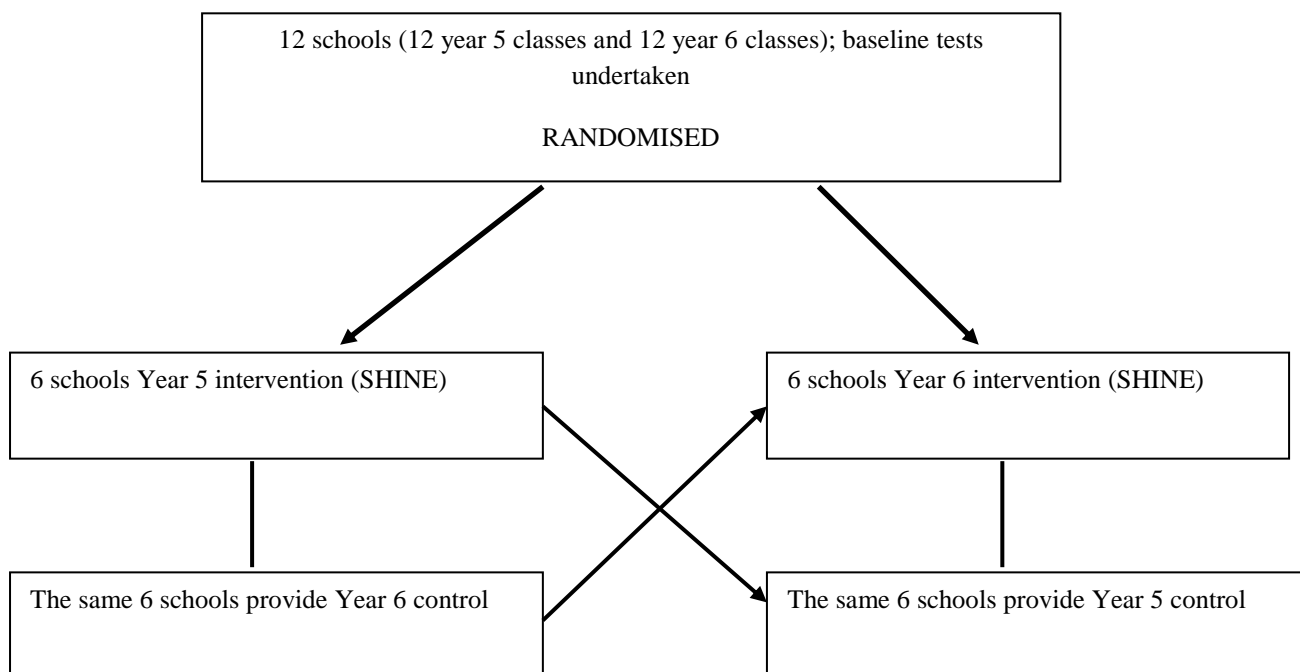 12 schools (12 year 5 classes and 12 year 6 classes); baseline tests
undertaken
RANDOMISED
6 schools Year 5 intervention (SHINE)
6 schools Year 6 intervention (SHINE)
The same 6 schools provide Year 6 control
The same 6 schools provide Year 5 control